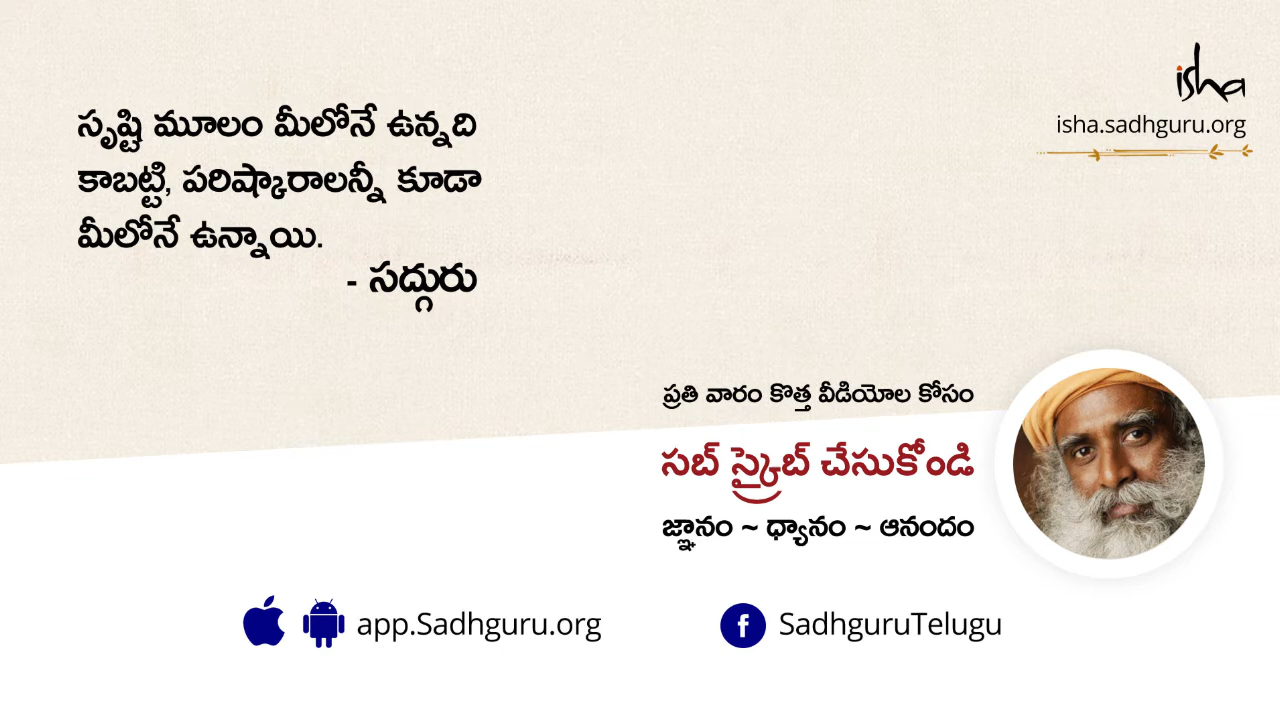 సృష్టి మూలం మీలోనే ఉన్నది
కాబట్టి, పరిష్కారాలన్నీ కూడా
మీలోనే ఉన్నాయి.
- సద్గురు
isha
isha.sadhguru.org
ప్రతి వారం కొత్త వీడియోల కోసం
సబ్ స్క్రైబ్ చేసుకోండి
జ్ఞానం ~ ధ్యానం ~ ఆనందం
app.Sadhguru.org
SadhguruTelugu